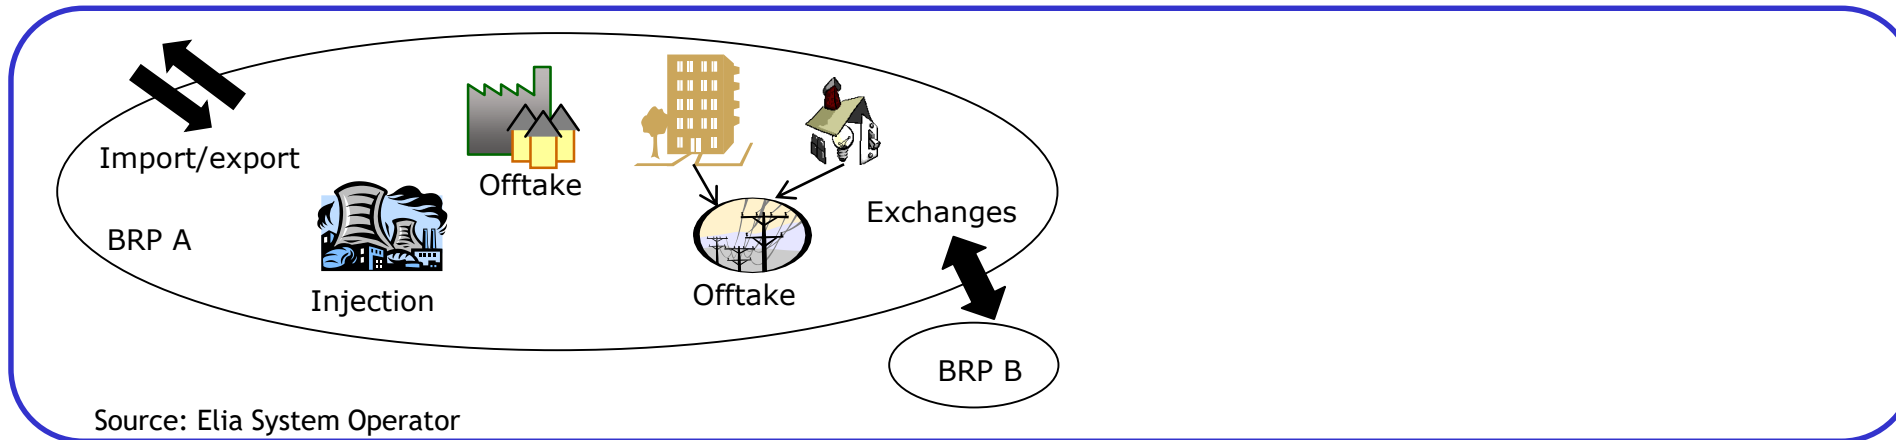 Import/export
Offtake
Exchanges
BRP A
Injection
Offtake
BRP B
Source: Elia System Operator